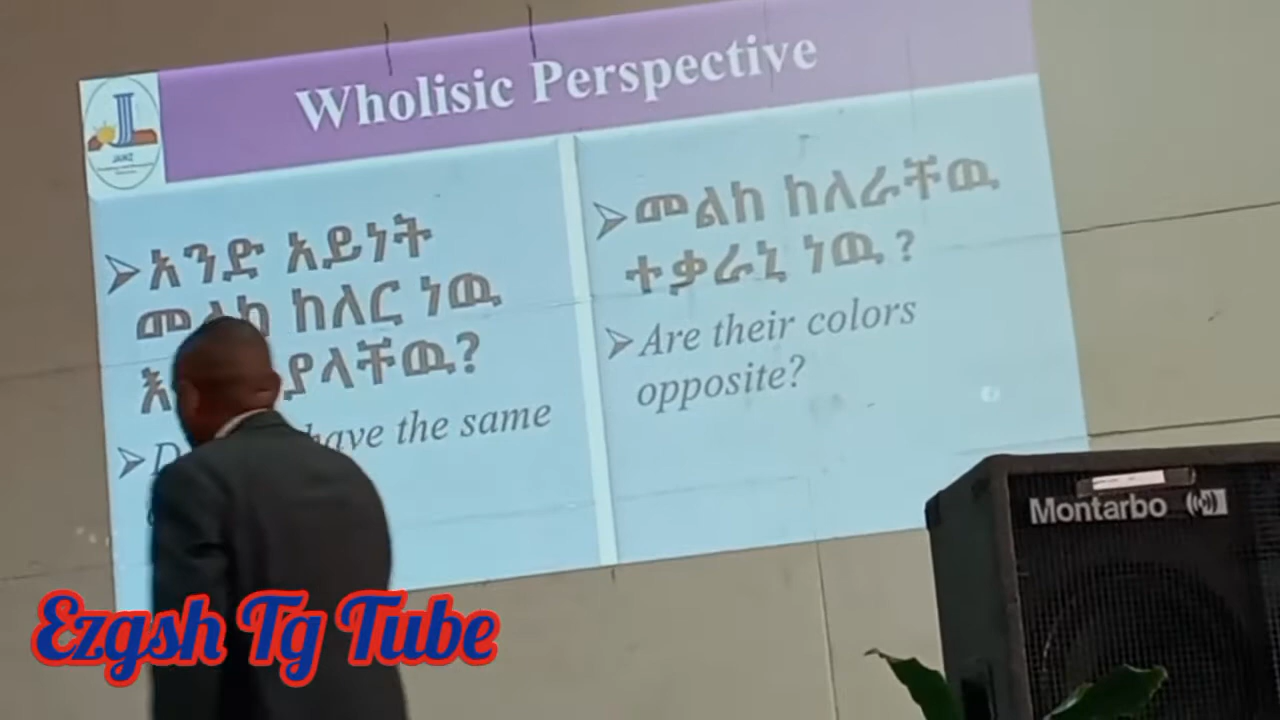 Wholisic Perspective
JANZ
አንድ አይነት
ከለር ነዉ
ያላቸዉ?
have the same
መልከ ከለራቸዉ
ተቃራኒ ነዉ ?
Are their colors
opposite?
Montarbo
Ezgsh Tg Tube